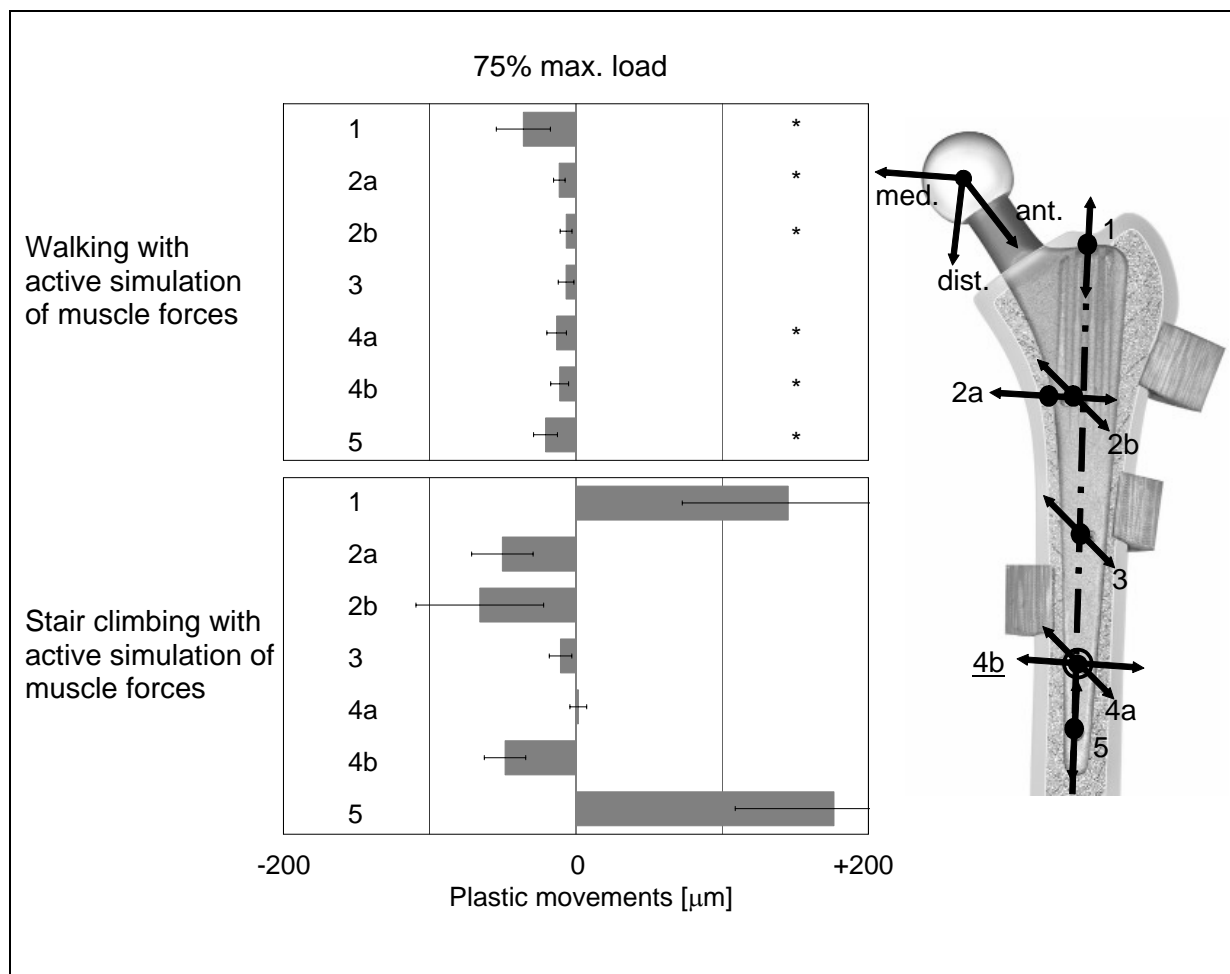 75% max. load
Walking with
active simulation
of muscle forces
1 *
2a *
2b *
3
4a *
4b *
5 *
Stair climbing with
active simulation of
muscle forces
1
2a
2b
3
4a
4b
5
-200 0 +200
Plastic movements [μm]
med.
ant.
dist.
1
2a
2b
3
4b
4a
5